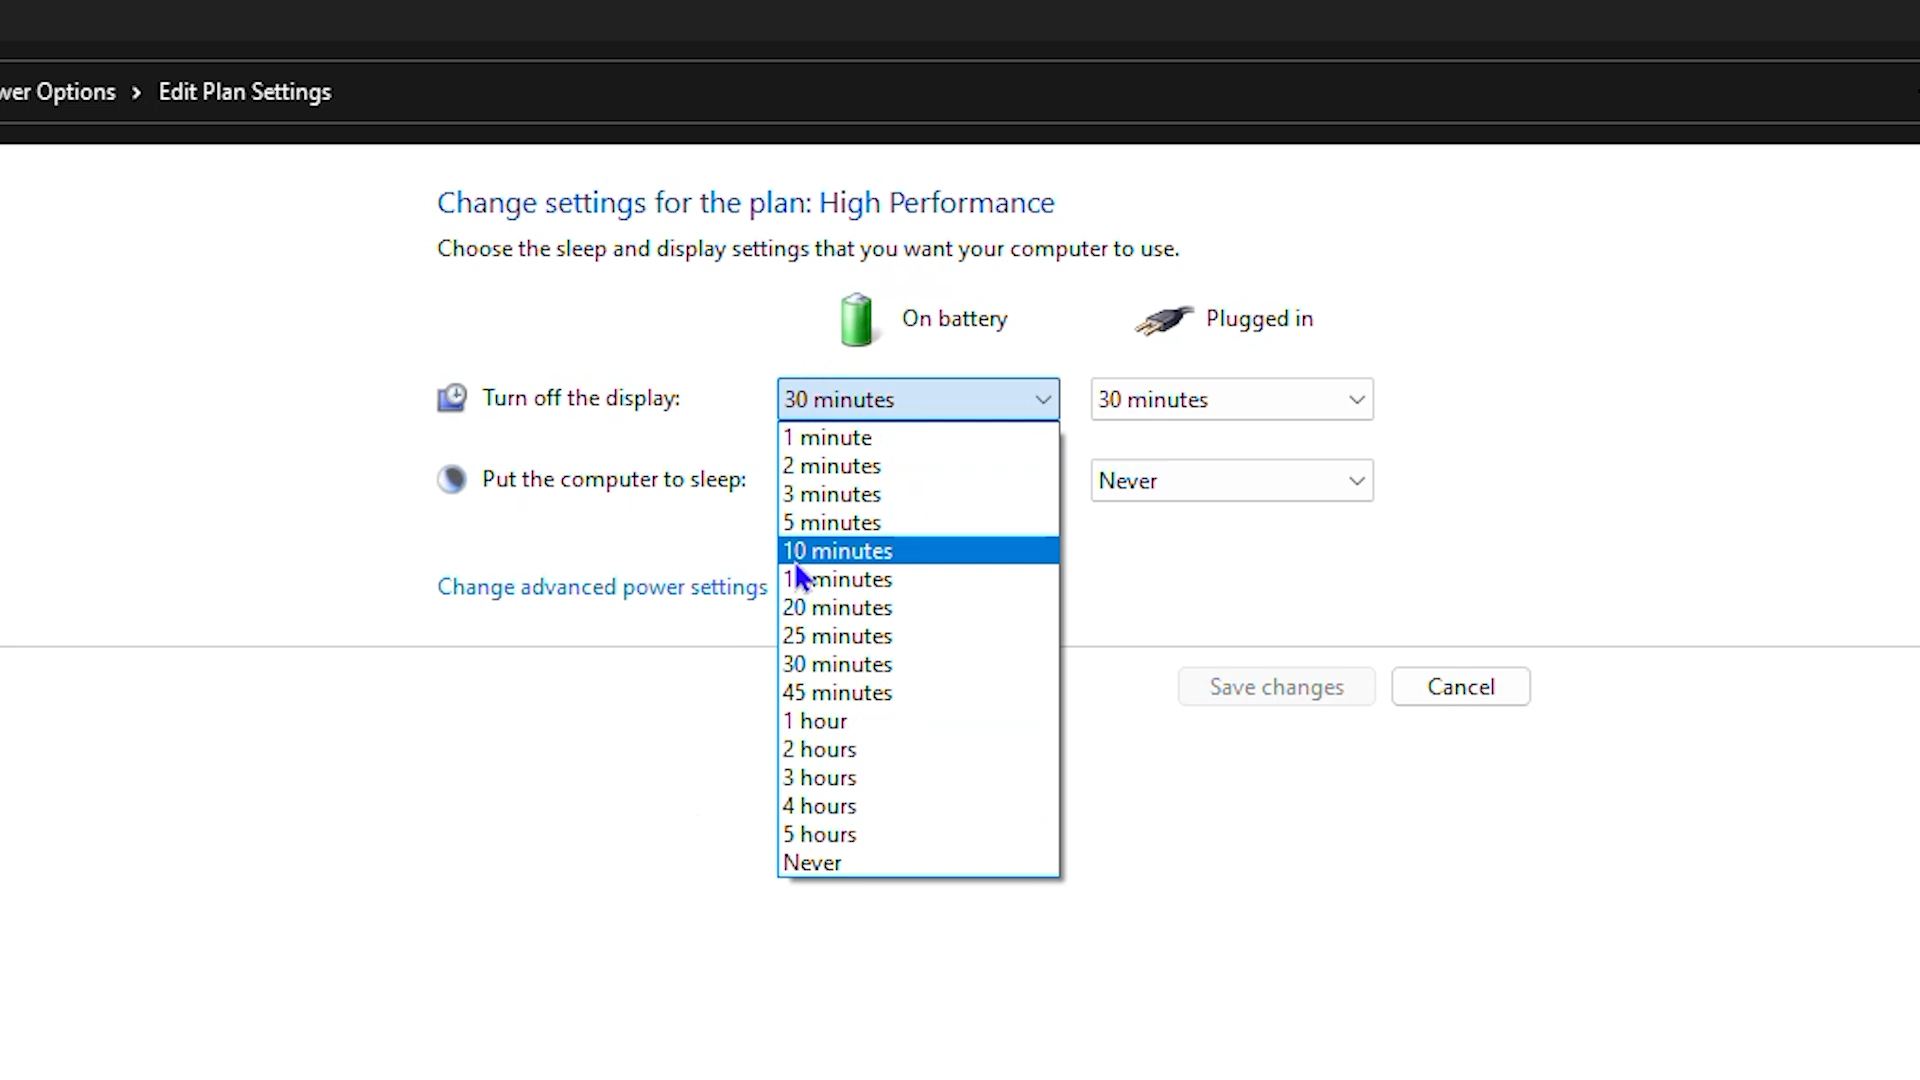 wer Options > Edit Plan Settings
Change settings for the plan: High Performance
Choose the sleep and display settings that you want your computer to use.
On battery
Plugged in
Turn off the display:
30 minutes
30 minutes
1 minute
2 minutes
3 minutes
5 minutes
10 minutes
minutes
20 minutes
25 minutes
30 minutes
45 minutes
1 hour
2 hours
3 hours
4 hours
5 hours
Never
Put the computer to sleep:
Never
Change advanced power settings
Save changes
Cancel